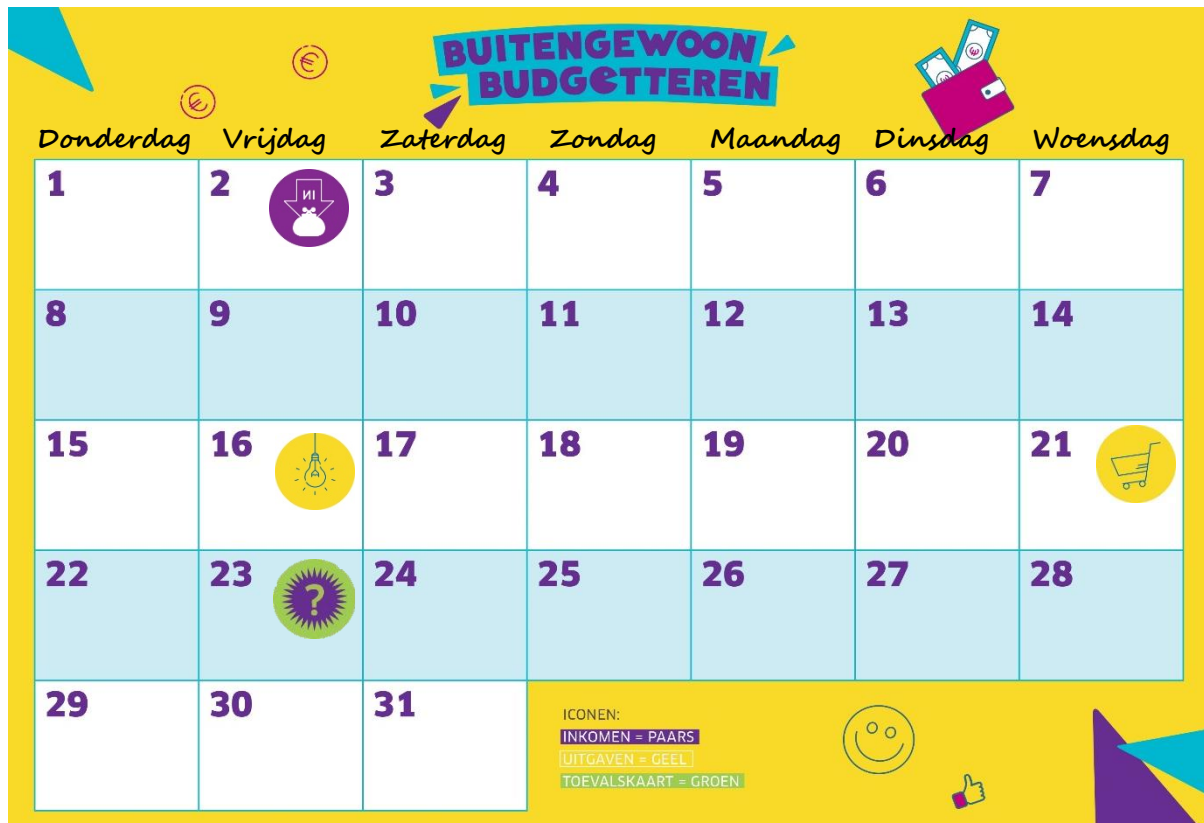 BUITENGEWOON
BUDGETTEREN
Donderdag Vrijdag Zaterdag Zondag Maandag Dinsdag Woensdag
1 2 3 4 5 6 7
IN
8 9 10 11 12 13 14
15 16 17 18 19 20 21
22 23 24 25 26 27 28
?
29 30 31
ICONEN:
INKOMEN = PAARS
UITGAVEN = GEEL
TOEVALSKAART = GROEN